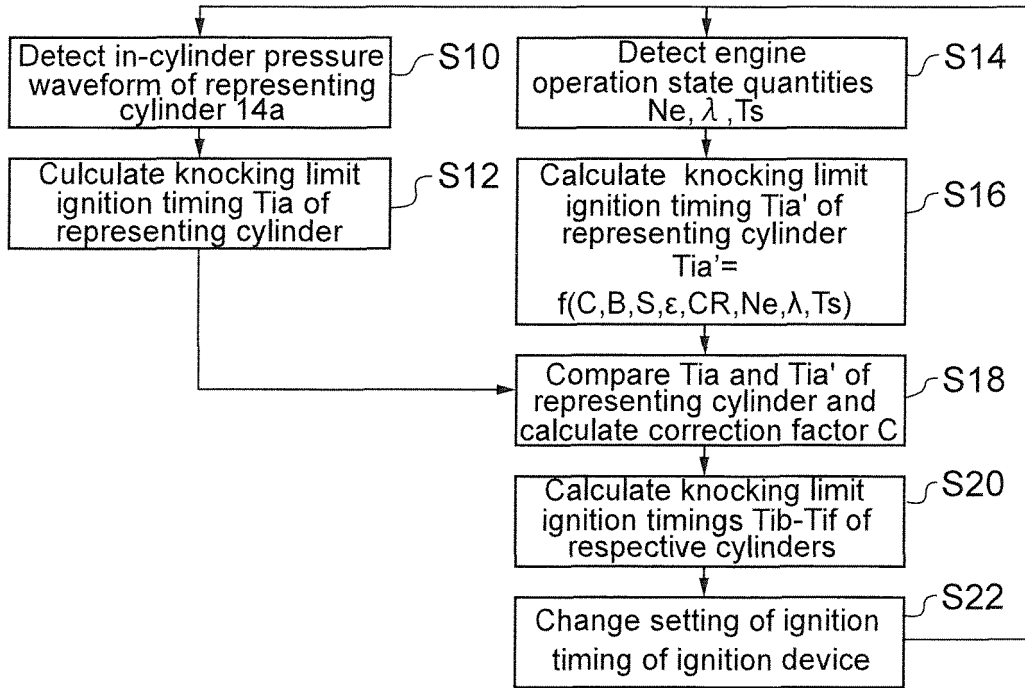 Detect in-cylinder pressure
waveform of representing
cylinder 14a
S10
Culculate knocking limit
ignition timing Tia of
representing cylinder
S12
Detect engine
operation state quantities
Ne, λ ,Ts
S14
Calculate knocking limit
ignition timing Tia' of
representing cylinder
Tia’=
f(C,B,S,ε,CR,Ne,λ,Ts)
S16
Compare Tia and Tia' of
representing cylinder and
calculate correction factor C
S18
Calculate knocking limit
ignition timings Tib-Tif of
respective cylinders
S20
Change setting of ignition
timing of ignition device
S22